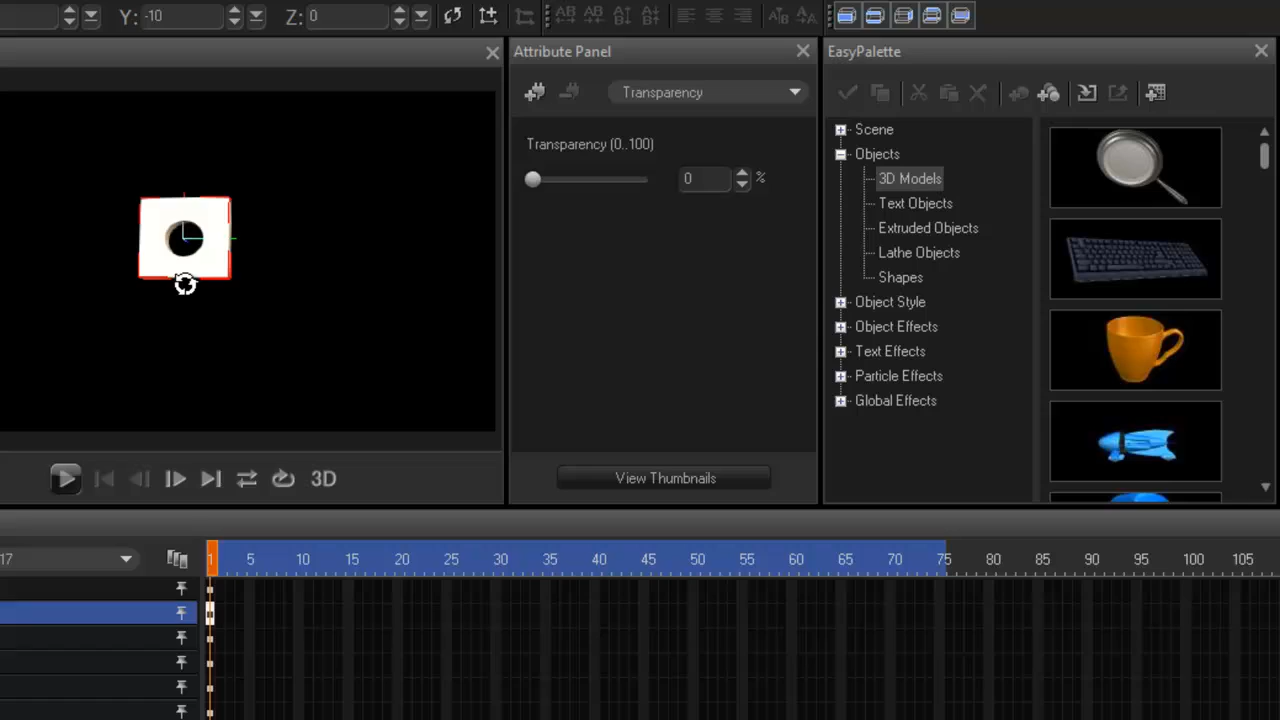 Y: -10
Z: 0
Attribute Panel
EasyPalette
Transparency
Scene
Transparency (0..100)
Objects
0 %
3D Models
Text Objects
Extruded Objects
Lathe Objects
Shapes
Object Style
Object Effects
Text Effects
Particle Effects
Global Effects
3D
View Thumbnails
17
1 5 10 15 20 25 30 35 40 45 50 55 60 65 70 75 80 85 90 95 100 105